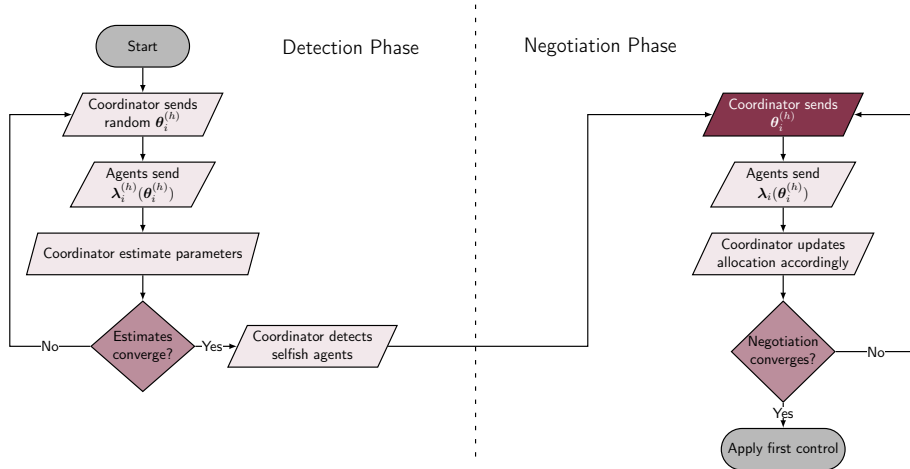 Detection Phase
Start
Coordinator sends
random θ_i^(h)
Agents send
λ_i^(h)(θ_i^(h))
Coordinator estimate parameters
Estimates
converge?
No
Yes
Coordinator detects
selfish agents
Negotiation Phase
Coordinator sends
θ_i^(h)
Agents send
λ_i(θ_i^(h))
Coordinator updates
allocation accordingly
Negotiation
converges?
No
Yes
Apply first control